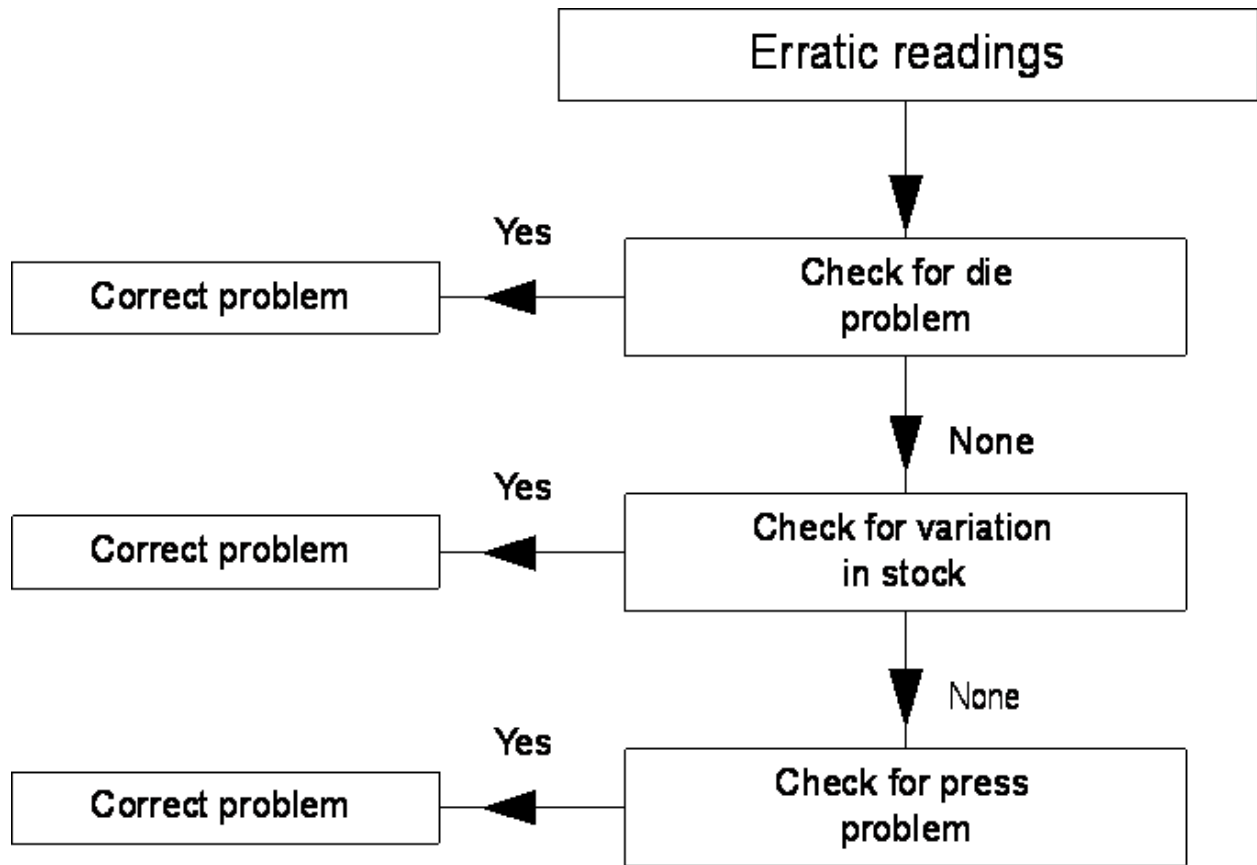 Erratic readings
Yes
Correct problem
Check for die
problem
None
Yes
Correct problem
Check for variation
in stock
None
Yes
Correct problem
Check for press
problem